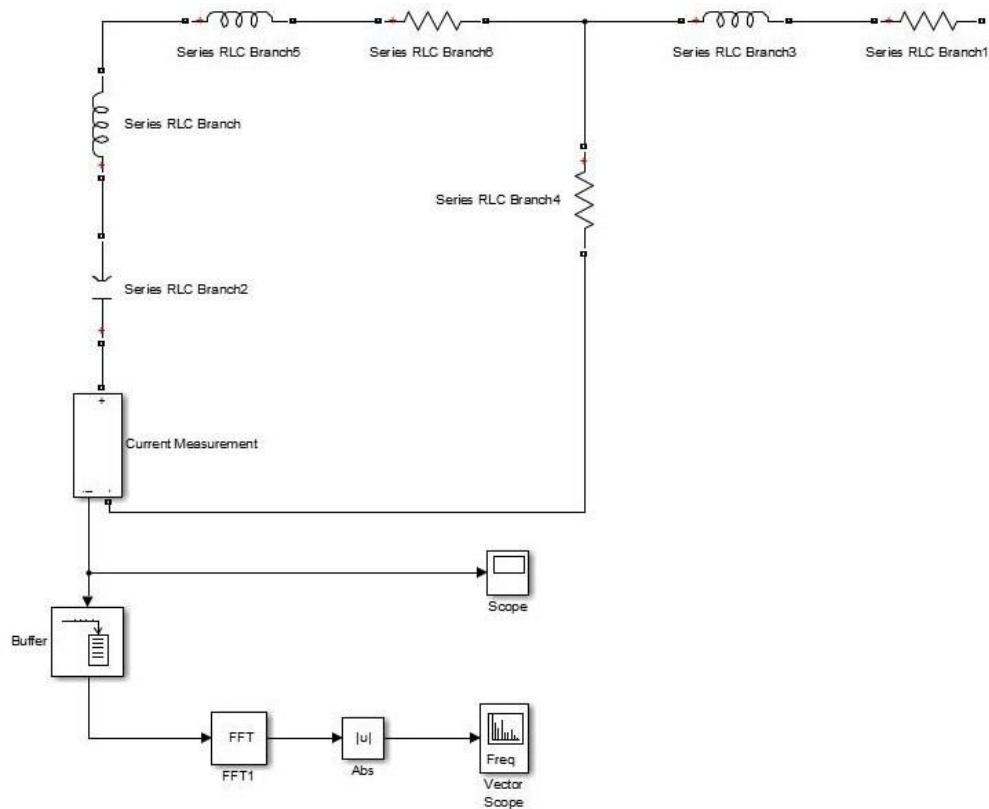 Series RLC Branch5
Series RLC Branch6
Series RLC Branch3
Series RLC Branch1
Series RLC Branch
Series RLC Branch4
Series RLC Branch2
+
Current Measurement
Scope
Buffer
FFT
FFT1
|u|
Abs
Freq
Vector
Scope